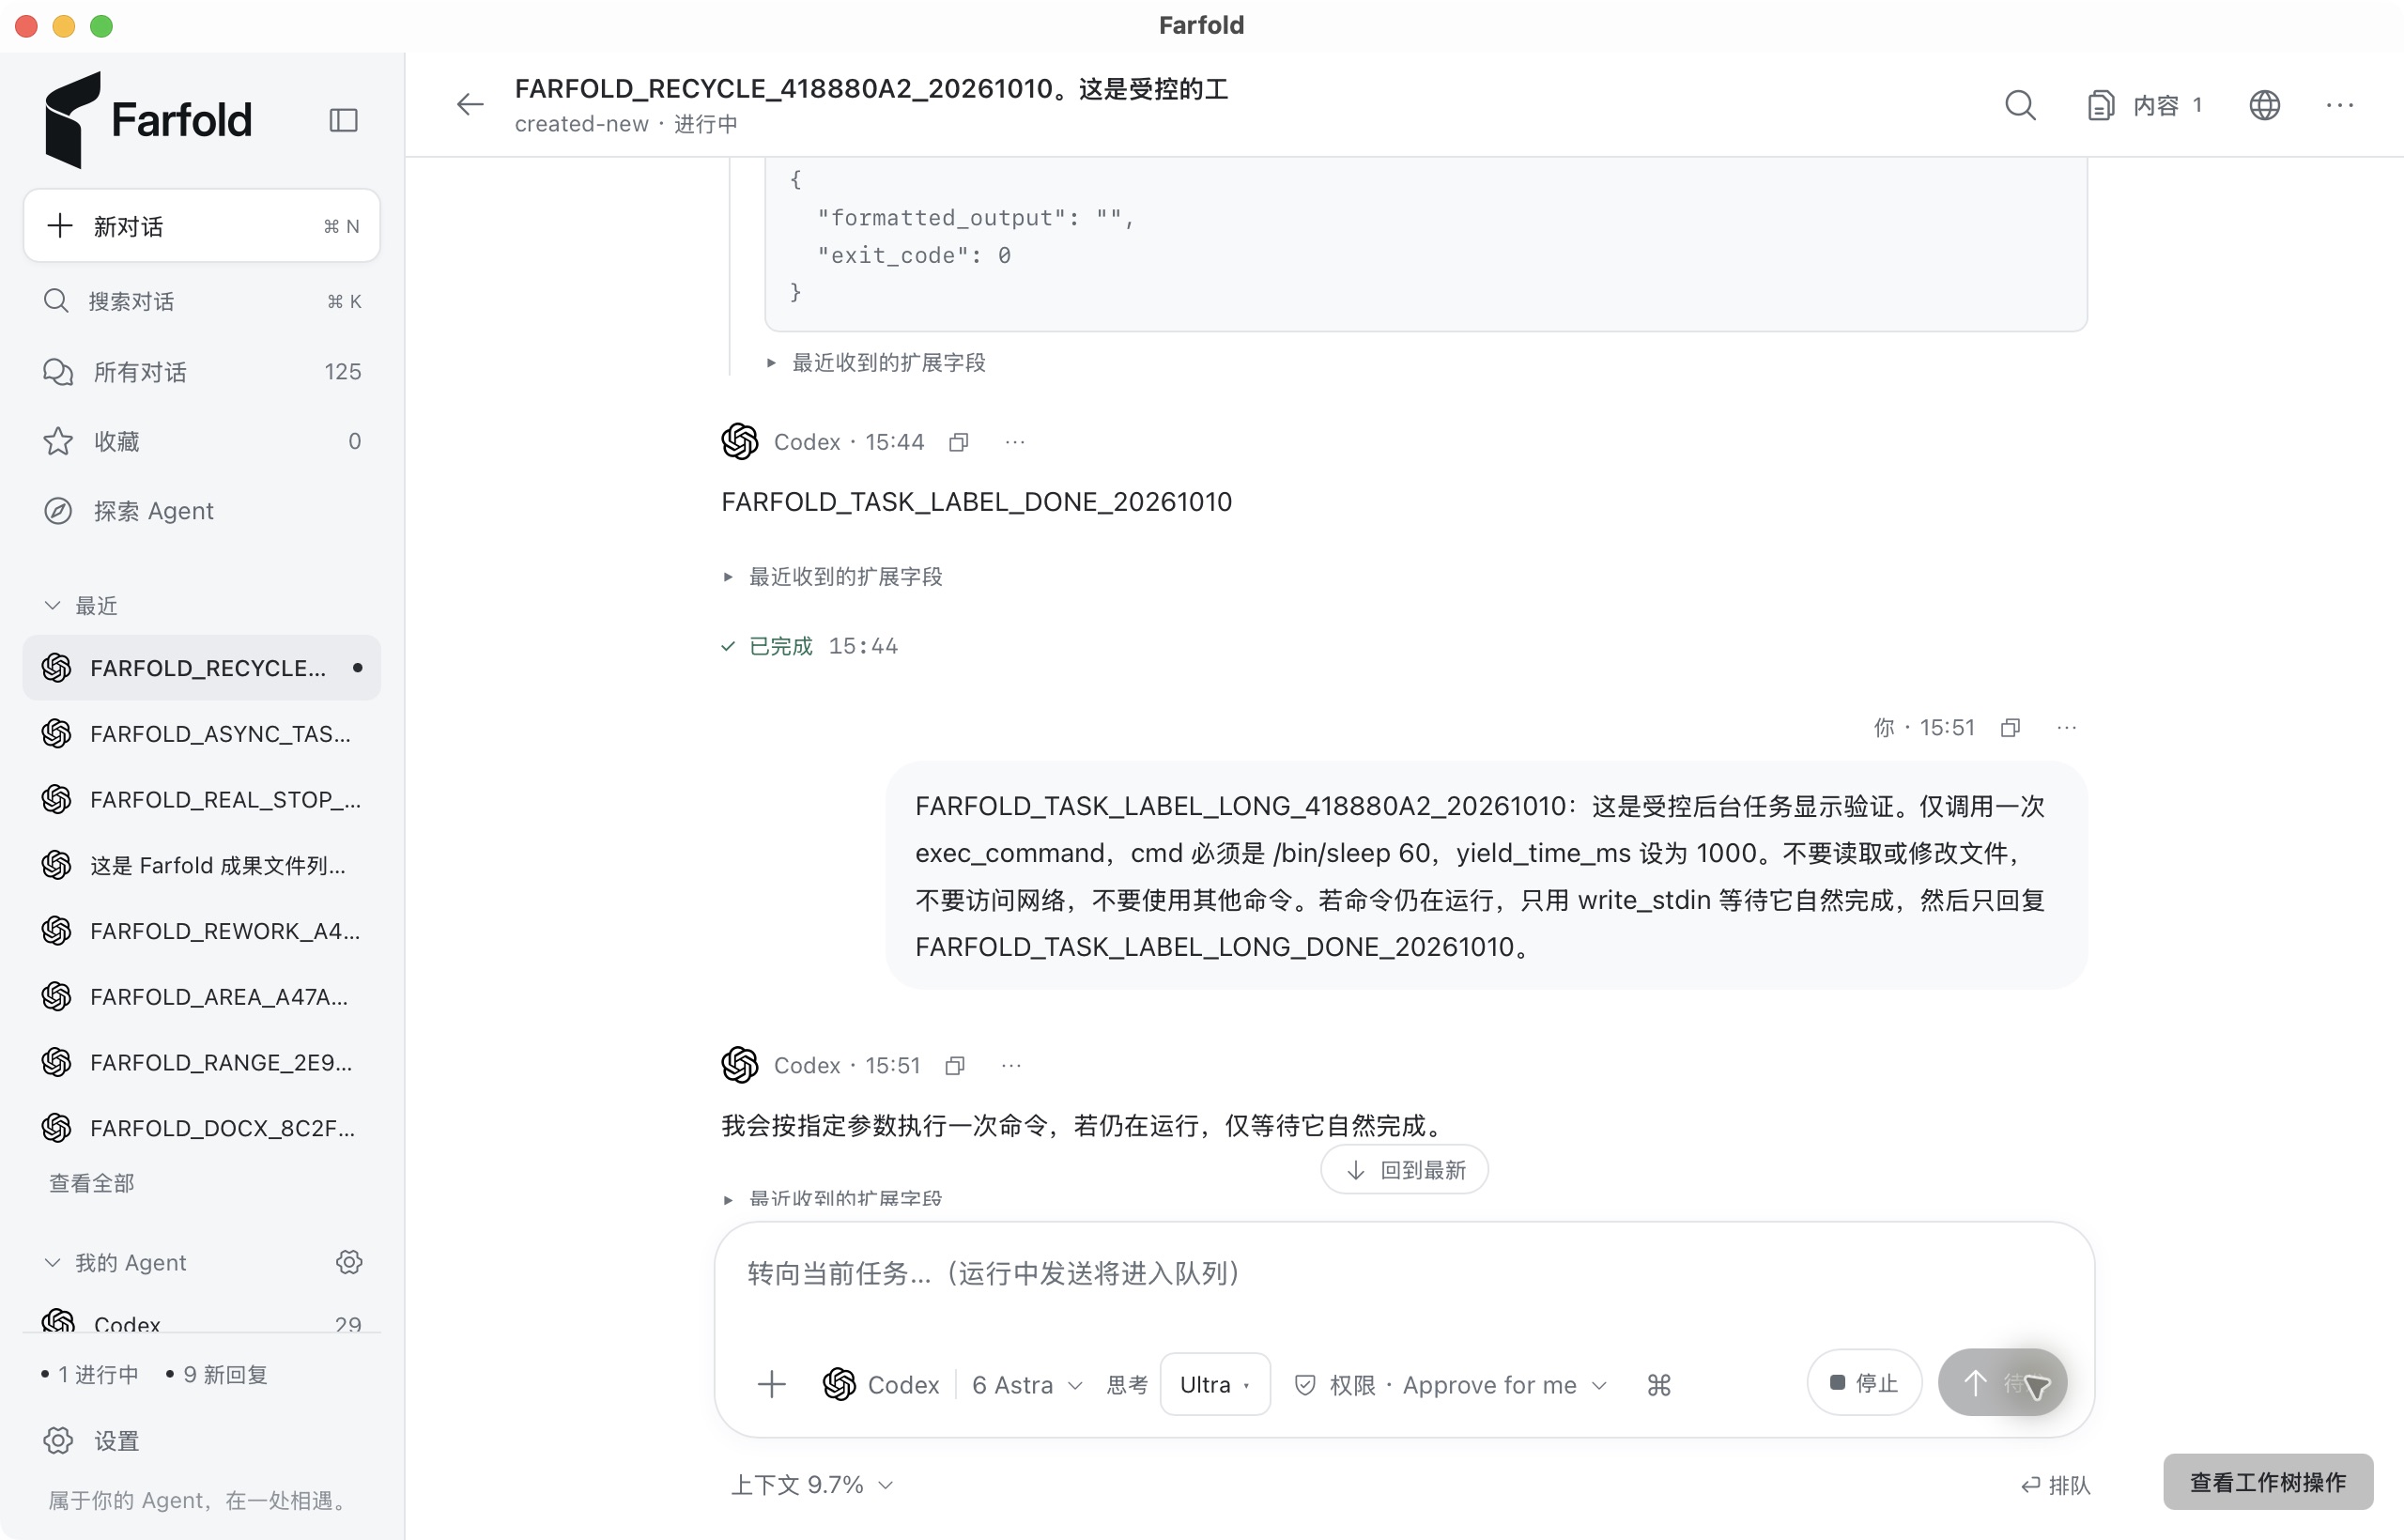 Farfold
Farfold
新对话 ⌘ N
搜索对话 ⌘ K
所有对话 125
收藏 0
探索 Agent
最近
FARFOLD_RECYCLE...
FARFOLD_ASYNC_TAS...
FARFOLD_REAL_STOP_...
这是 Farfold 成果文件列...
FARFOLD_REWORK_A4...
FARFOLD_AREA_A47A...
FARFOLD_RANGE_2E9...
FARFOLD_DOCX_8C2F...
查看全部
我的 Agent
Codex 29
1 进行中 9 新回复
设置
属于你的 Agent，在一处相遇。
FARFOLD_RECYCLE_418880A2_20261010。这是受控的工
created-new · 进行中
内容 1
{
"formatted_output": "",
"exit_code": 0
}
最近收到的扩展字段
Codex · 15:44
FARFOLD_TASK_LABEL_DONE_20261010
最近收到的扩展字段
已完成 15:44
你 · 15:51
FARFOLD_TASK_LABEL_LONG_418880A2_20261010：这是受控后台任务显示验证。仅调用一次
exec_command，cmd 必须是 /bin/sleep 60，yield_time_ms 设为 1000。不要读取或修改文件，
不要访问网络，不要使用其他命令。若命令仍在运行，只用 write_stdin 等待它自然完成，然后只回复
FARFOLD_TASK_LABEL_LONG_DONE_20261010。
Codex · 15:51
我会按指定参数执行一次命令，若仍在运行，仅等待它自然完成。
回到最新
最近收到的扩展字段
转向当前任务...（运行中发送将进入队列）
Codex 6 Astra 思考 Ultra 权限 · Approve for me ⌘ 停止 待
上下文 9.7% 排队
查看工作树操作